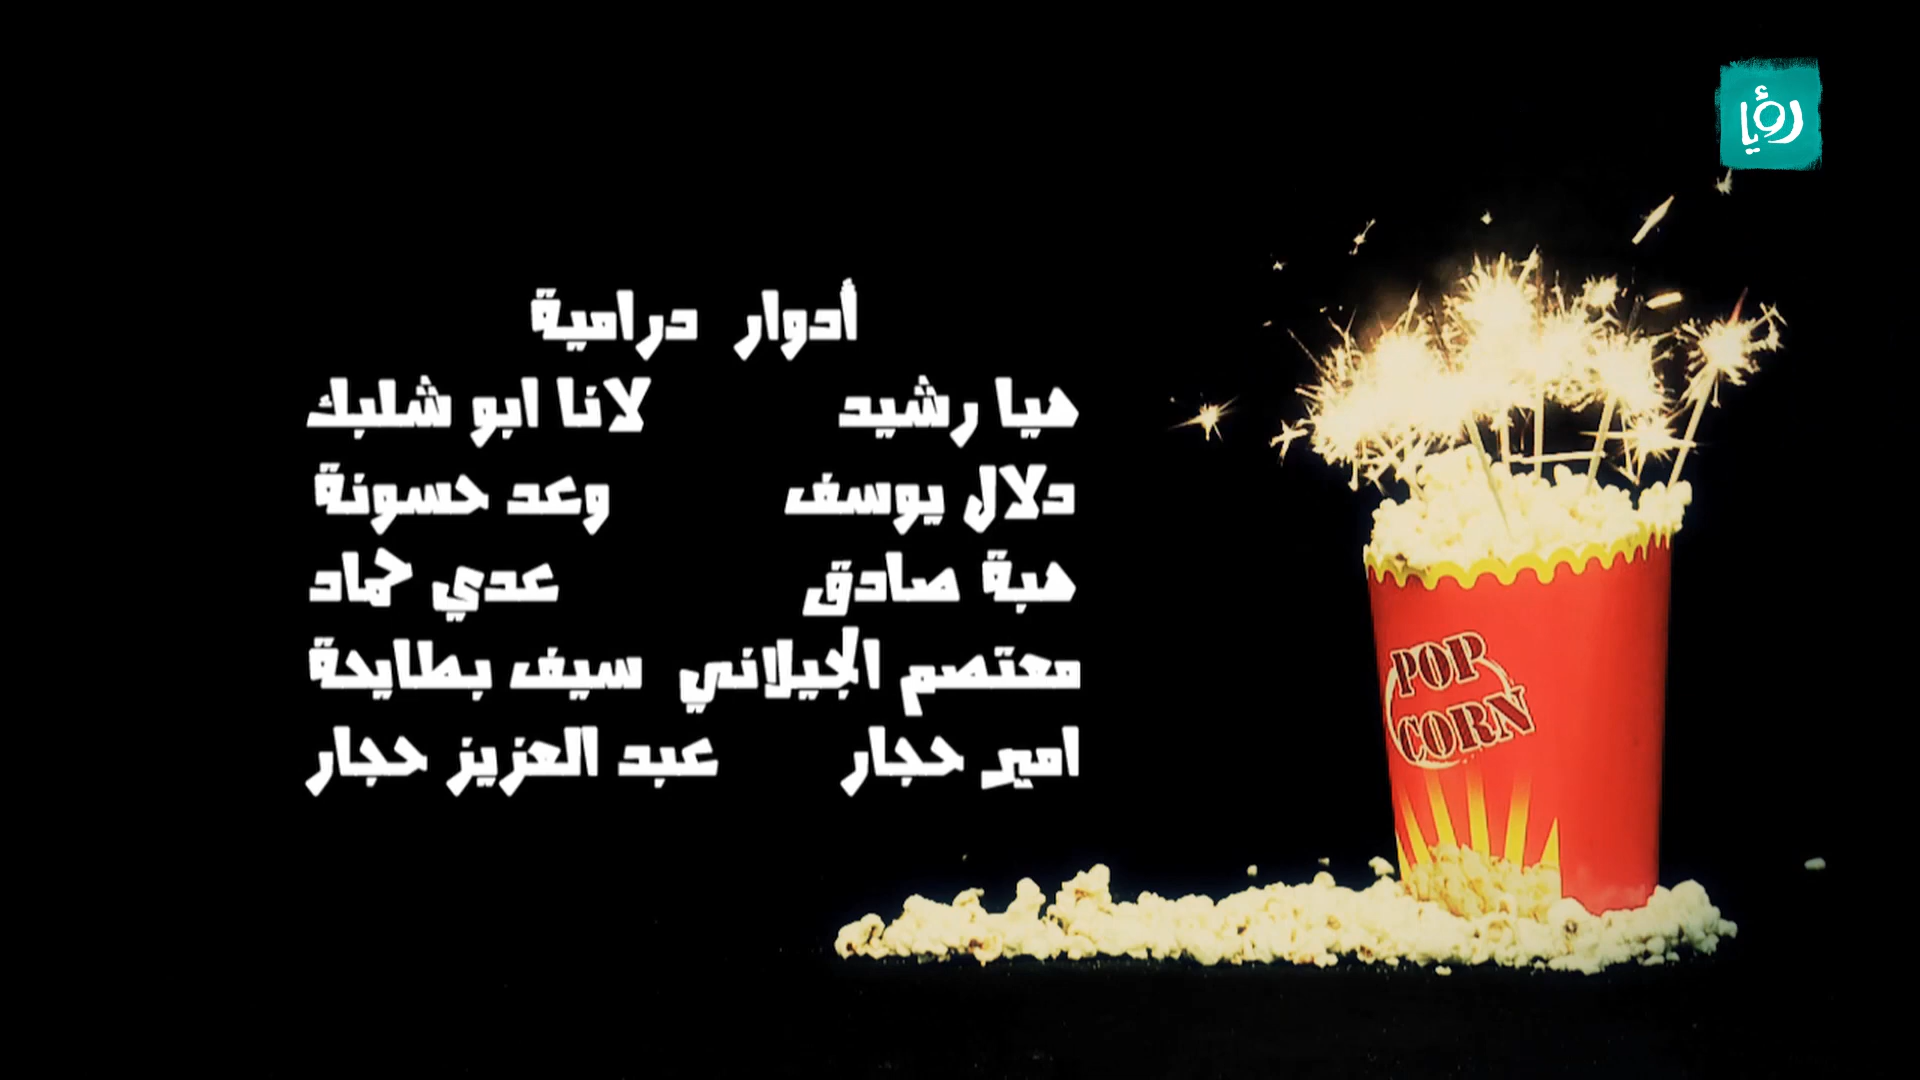 رؤيا
أدوار درامية
هيا رشيد لانا ابو شلبك
دلال يوسف وعد حسونة
هبة صادق عدي حماد
معتصم الجيلاني سيف بطايحة
امير حجار عبد العزيز حجار
POP
CORN